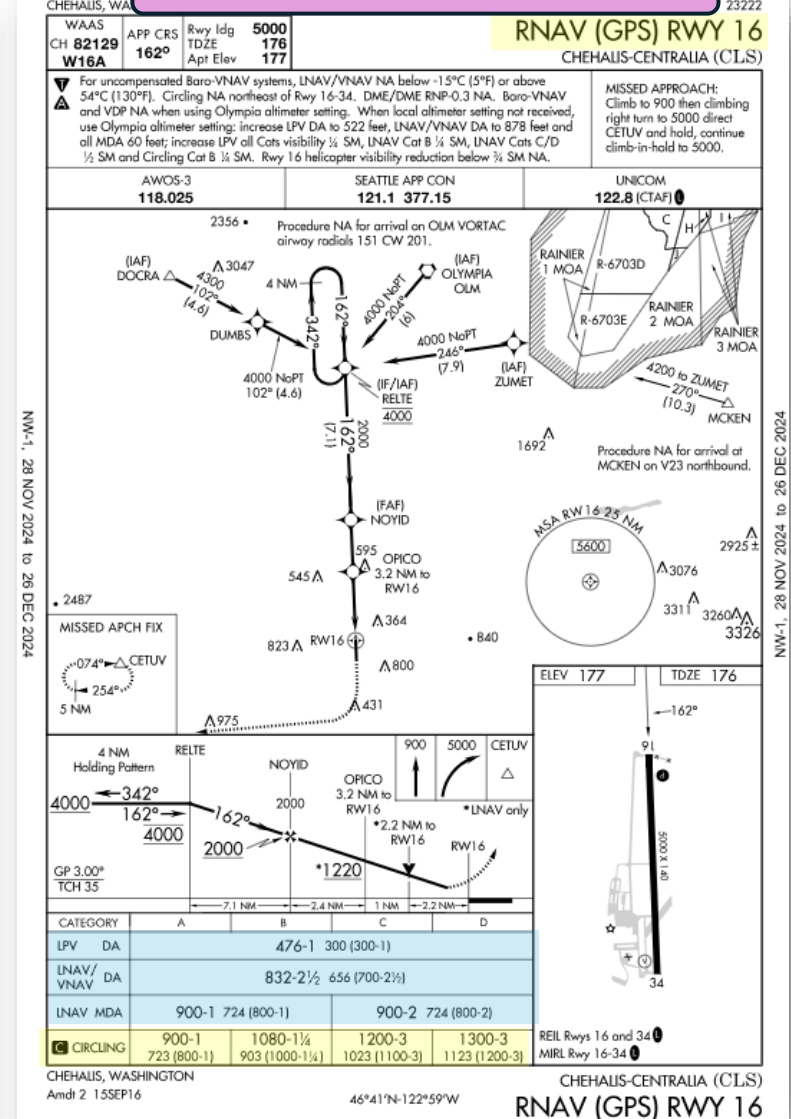 CHEHALIS, WA
23222
WAAS
CH 82129
W16A
APP CRS
162°
Rwy ldg 5000
TDZE 176
Apt Elev 177
RNAV (GPS) RWY 16
CHEHALIS-CENTRALIA (CLS)
T
A
For uncompensated Baro-VNAV systems, LNAV/VNAV NA below -15°C (5°F) or above
54°C (130°F). Circling NA northeast of Rwy 16-34. DME/DME RNP-0.3 NA. Baro-VNAV
and VDP NA when using Olympia altimeter setting. When local altimeter setting not received,
use Olympia altimeter setting: increase LPV DA to 522 feet, LNAV/VNAV DA to 878 feet and
all MDA 60 feet; increase LPV all Cats visibility ¼ SM, LNAV Cat B ¼ SM, LNAV Cats C/D
½ SM and Circling Cat B ¼ SM. Rwy 16 helicopter visibility reduction below ¾ SM NA.
MISSED APPROACH:
Climb to 900 then climbing
right turn to 5000 direct
CETUV and hold, continue
climb-in-hold to 5000.
AWOS-3
118.025
SEATTLE APP CON
121.1 377.15
UNICOM
122.8 (CTAF) L
2356
Procedure NA for arrival on OLM VORTAC
airway radials 151 CW 201.
(IAF)
DOCRA
3047
4300
102°
(4.6)
DUMBS
4000 NoPT
102° (4.6)
4 NM
342°
162°
(IAF)
OLYMPIA
OLM
4000 NoPT
204°
(6)
4000 NoPT
246°
(7.9)
(IAF)
ZUMET
(IF/IAF)
RELTE
4000
2000
162°
(7.1)
RAINIER
1 MOA
R-6703D
C
H
I
R-6703E
RAINIER
2 MOA
RAINIER
3 MOA
4200 to ZUMET
270°
(10.3)
MCKEN
1692
Procedure NA for arrival at
MCKEN on V23 northbound.
(FAF)
NOYID
595
OPICO
3.2 NM to
RW16
545
364
823
RW16
840
800
431
975
2487
MSA RW16 25 NM
5600
2925 ±
3076
3311
3260
3326
MISSED APCH FIX
074°
CETUV
254°
5 NM
NW-1, 28 NOV 2024 to 26 DEC 2024
NW-1, 28 NOV 2024 to 26 DEC 2024
ELEV 177
TDZE 176
162°
16
P
5000 X 140
V
34
REIL Rwys 16 and 34 L
MIRL Rwy 16-34 L
4 NM
Holding Pattern
RELTE
NOYID
2000
OPICO
3.2 NM to
RW16
*2.2 NM to
RW16
RW16
900
5000
CETUV
*LNAV only
4000
342°
162°
4000
162°
2000
*1220
GP 3.00°
TCH 35
7.1 NM
2.4 NM
1 NM
2.2 NM
CATEGORY A B C D
LPV DA 476-1 300 (300-1)
LNAV/
VNAV DA 832-2½ 656 (700-2½)
LNAV MDA 900-1 724 (800-1) 900-2 724 (800-2)
C CIRCLING 900-1 1080-1¼ 1200-3 1300-3
723 (800-1) 903 (1000-1¼) 1023 (1100-3) 1123 (1200-3)
CHEHALIS, WASHINGTON
Amdt 2 15SEP16
46°41'N-122°59'W
CHEHALIS-CENTRALIA (CLS)
RNAV (GPS) RWY 16